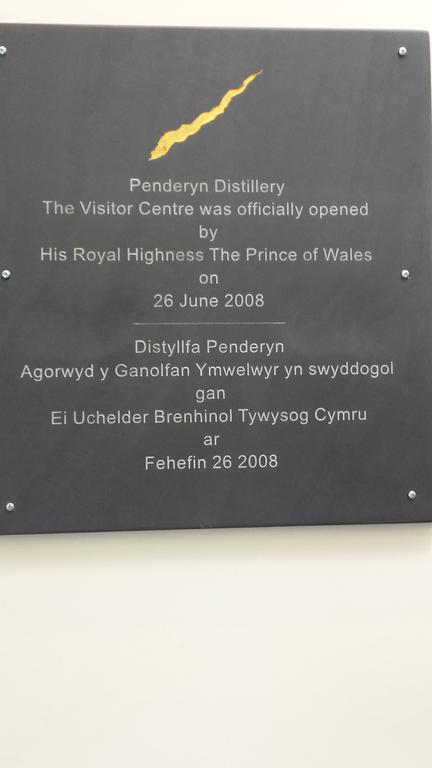 Penderyn Distillery
The Visitor Centre was officially opened
by
His Royal Highness The Prince of Wales
on
26 June 2008
Distyllfa Penderyn
Agorwyd y Ganolfan Ymwelwyr yn swyddogol
gan
Ei Uchelder Brenhinol Tywysog Cymru
ar
Fehefin 26 2008